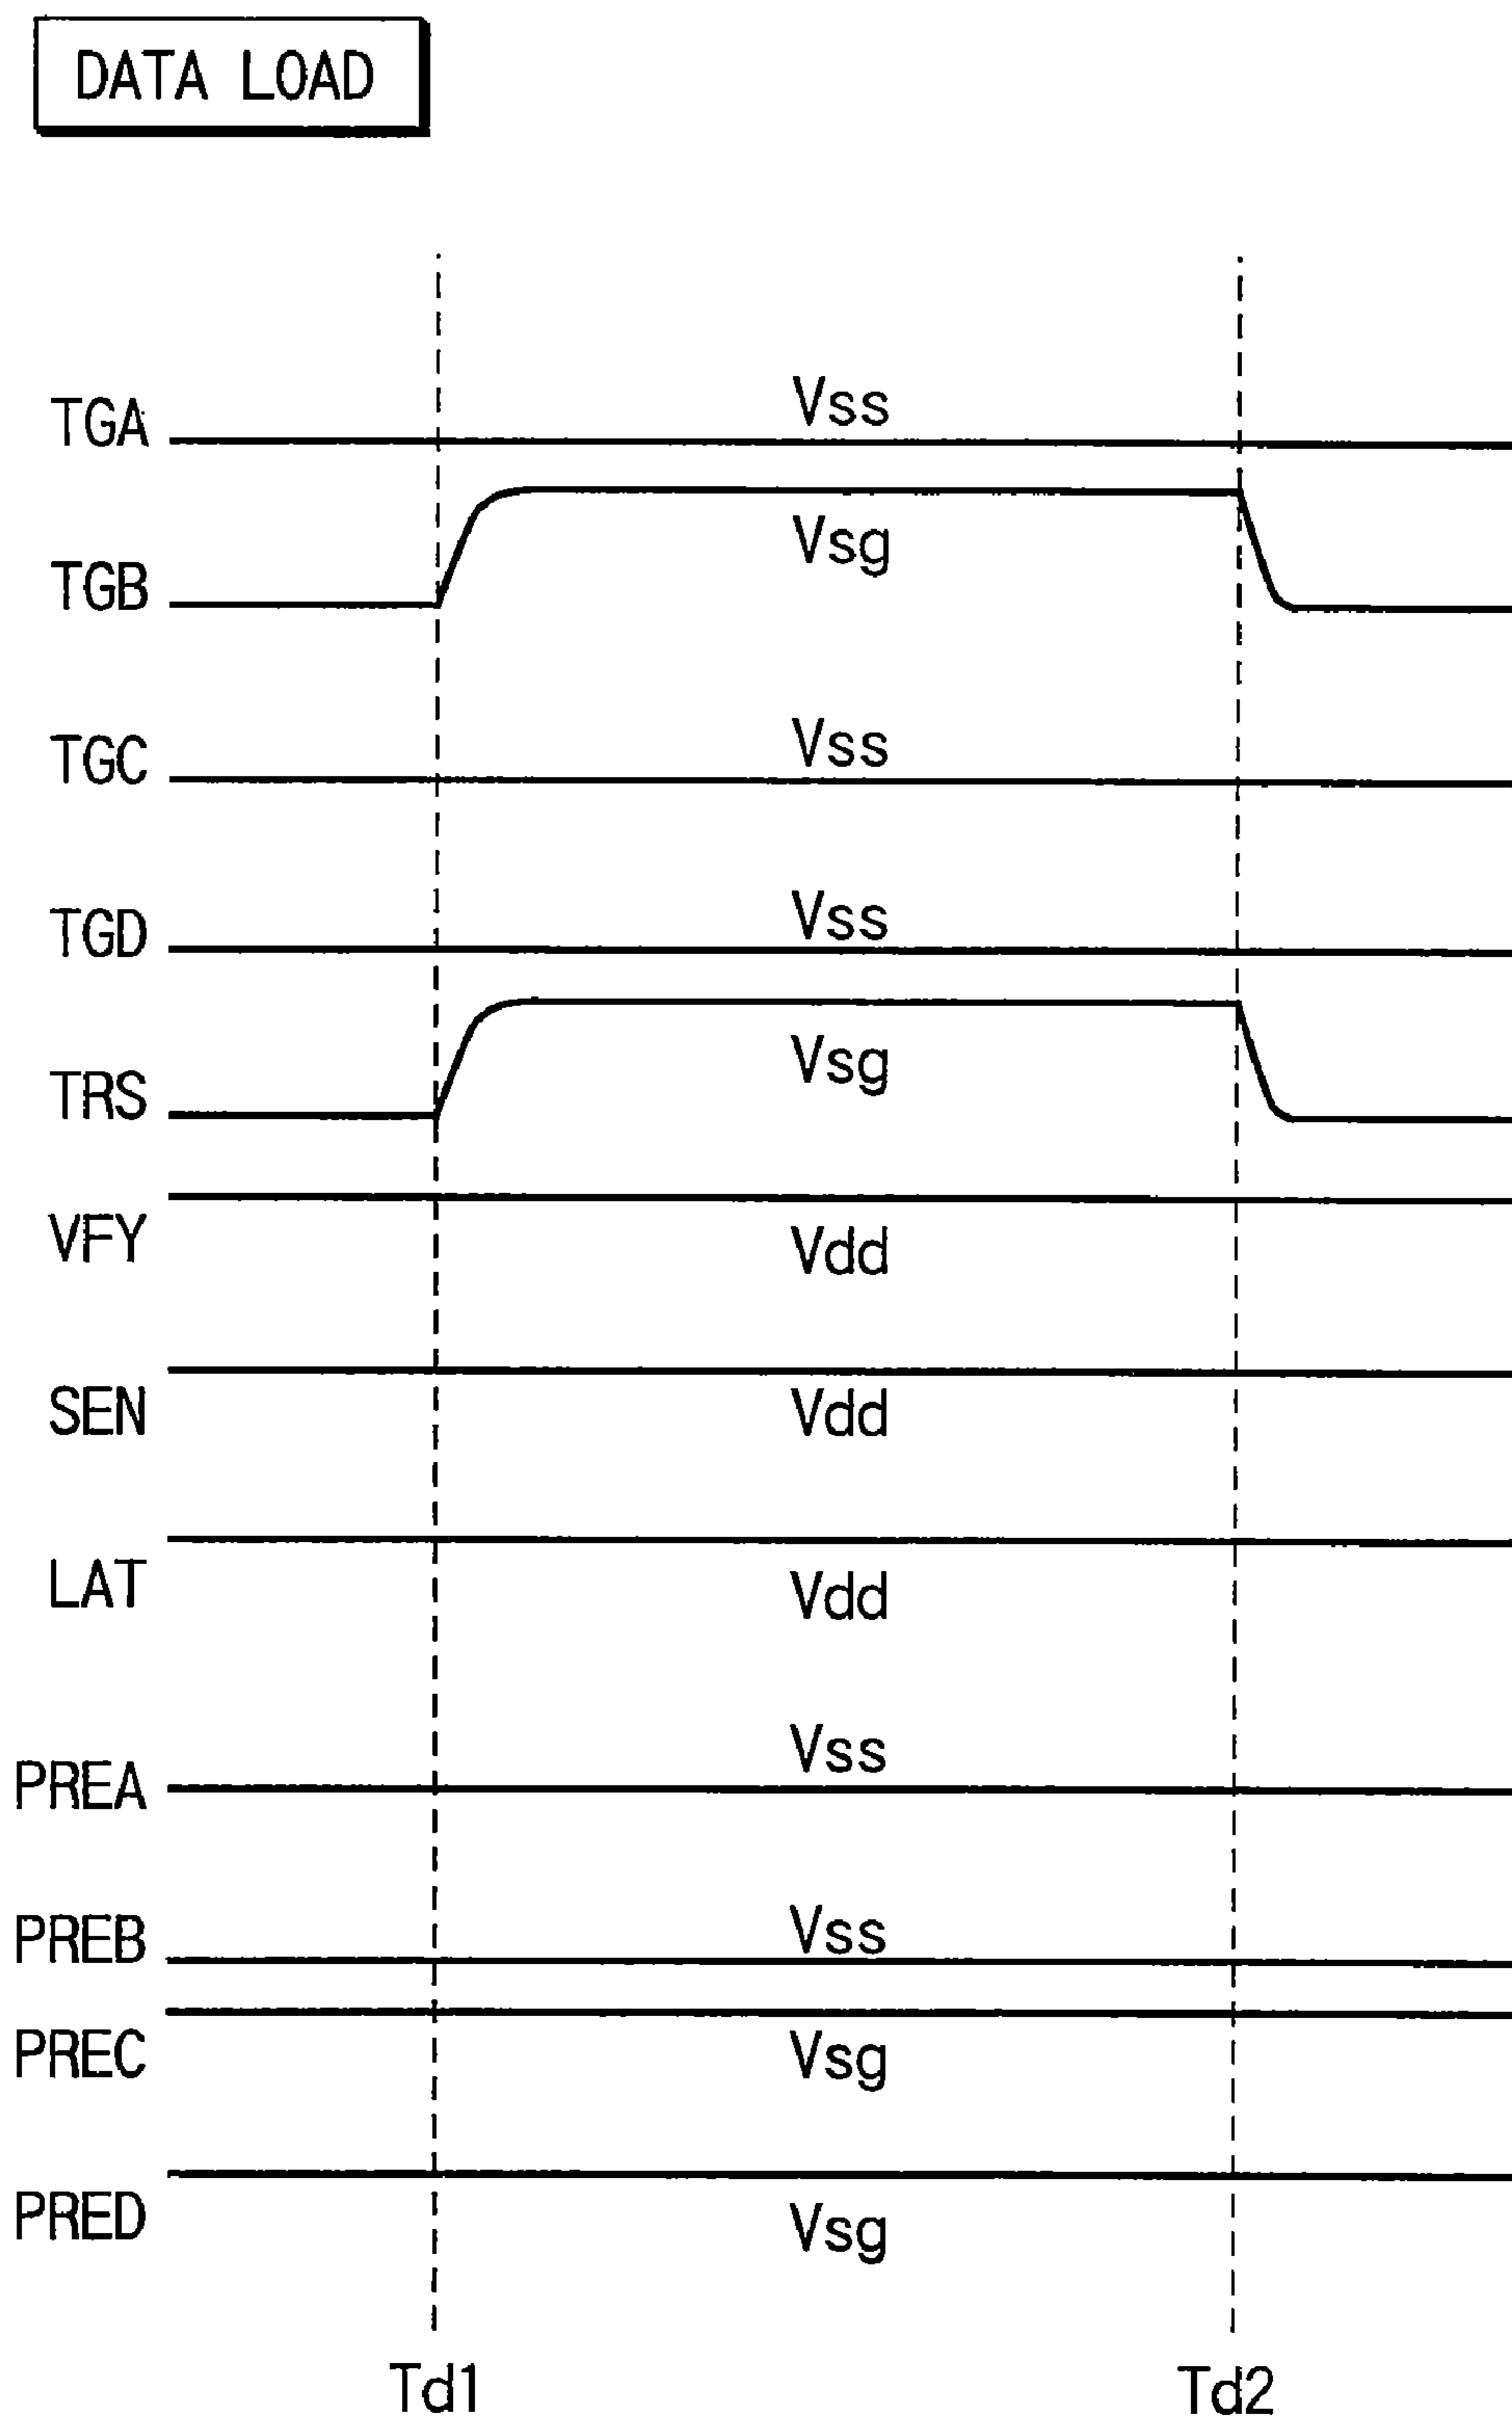 DATA LOAD
TGA Vss
TGB Vsg
TGC Vss
TGD Vss
TRS Vsg
VFY Vdd
SEN Vdd
LAT Vdd
PREA Vss
PREB Vss
PREC Vsg
PRED Vsg
Td1 Td2